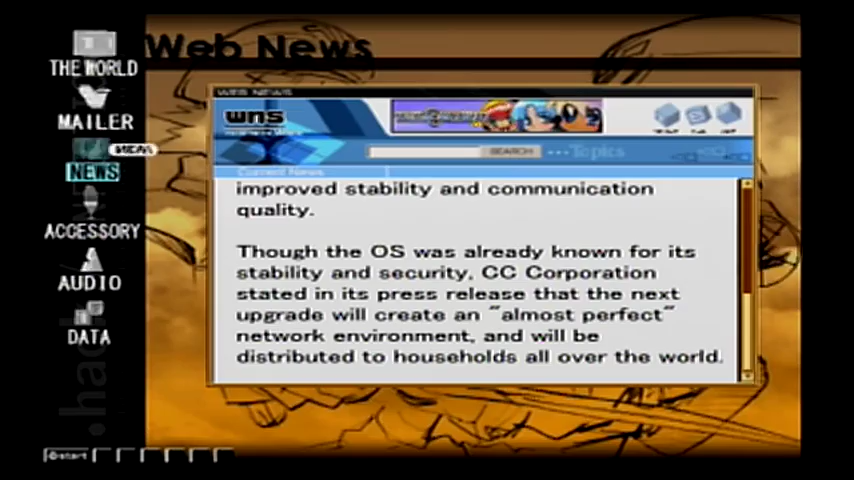 Web News
THE WORLD
MAILER
NEWS
ACCESSORY
AUDIO
DATA
WEB NEWS
wns
SEARCH
Topics
Current News
improved stability and communication
quality.
Though the OS was already known for its
stability and security, CC Corporation
stated in its press release that the next
upgrade will create an "almost perfect"
network environment, and will be
distributed to households all over the world.
.hack
start